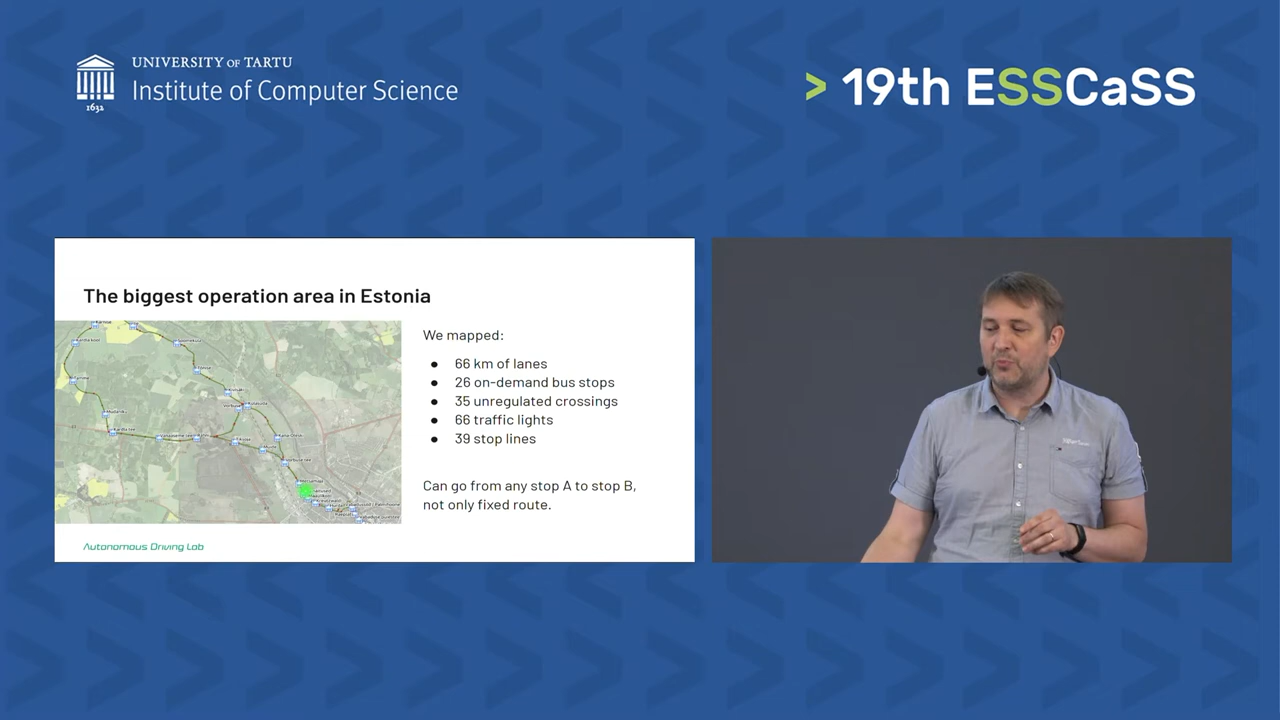 UNIVERSITY OF TARTU
Institute of Computer Science
1632
> 19th ESSCaSS
The biggest operation area in Estonia
We mapped:
● 66 km of lanes
● 26 on-demand bus stops
● 35 unregulated crossings
● 66 traffic lights
● 39 stop lines
Can go from any stop A to stop B,
not only fixed route.
Autonomous Driving Lab